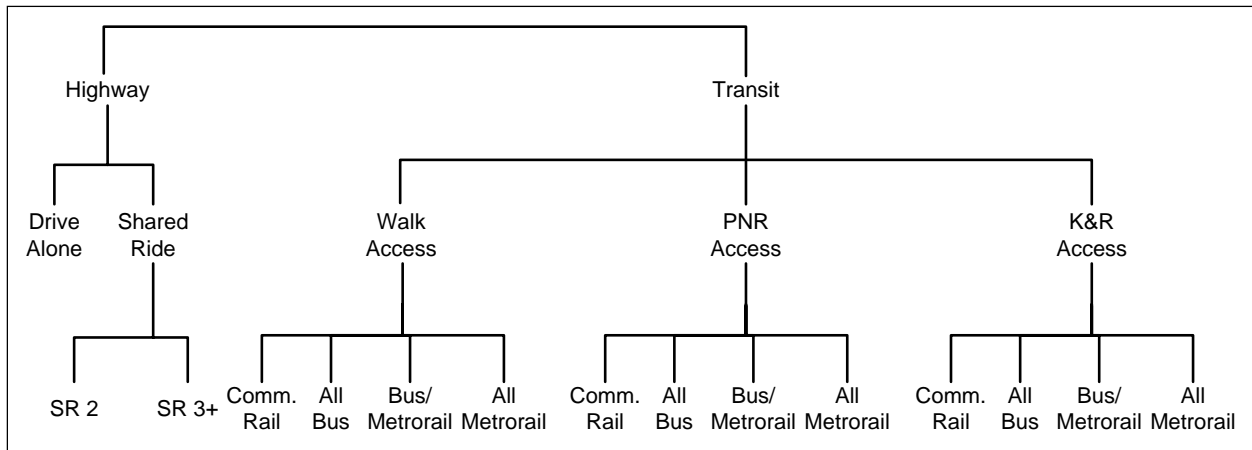 Highway
Transit
Drive
Alone
Shared
Ride
Walk
Access
PNR
Access
K&R
Access
SR 2
SR 3+
Comm.
Rail
All
Bus
Bus/
Metrorail
All
Metrorail
Comm.
Rail
All
Bus
Bus/
Metrorail
All
Metrorail
Comm.
Rail
All
Bus
Bus/
Metrorail
All
Metrorail